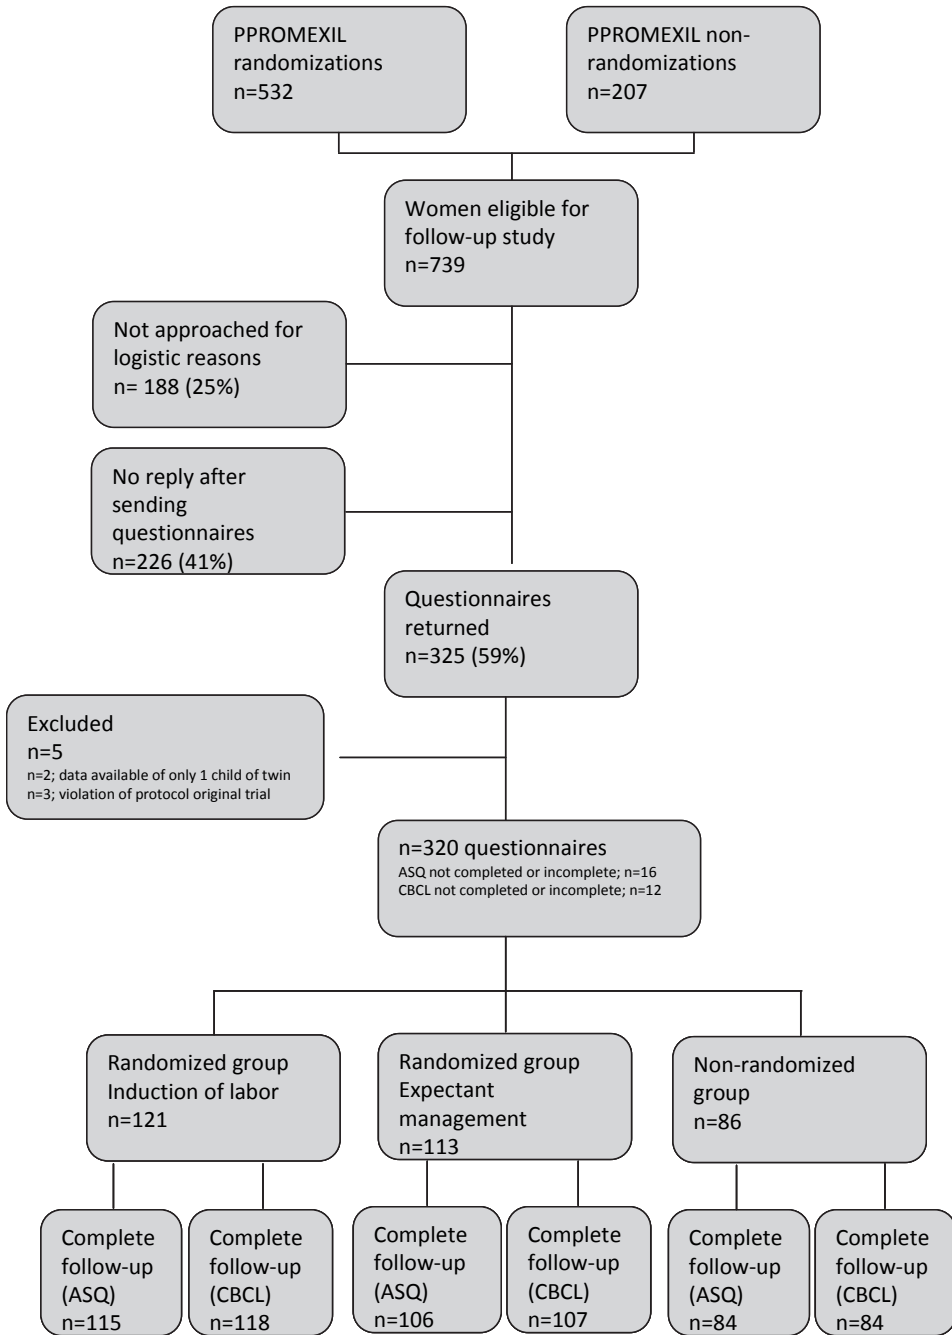 PPROMEXIL
randomizations
n=532
PPROMEXIL non-
randomizations
n=207
Women eligible for
follow-up study
n=739
Not approached for
logistic reasons
n= 188 (25%)
No reply after
sending
questionnaires
n=226 (41%)
Questionnaires
returned
n=325 (59%)
Excluded
n=5
n=2; data available of only 1 child of twin
n=3; violation of protocol original trial
n=320 questionnaires
ASQ not completed or incomplete; n=16
CBCL not completed or incomplete; n=12
Randomized group
Induction of labor
n=121
Randomized group
Expectant
management
n=113
Non-randomized
group
n=86
Complete
follow-up
(ASQ)
n=115
Complete
follow-up
(CBCL)
n=118
Complete
follow-up
(ASQ)
n=106
Complete
follow-up
(CBCL)
n=107
Complete
follow-up
(ASQ)
n=84
Complete
follow-up
(CBCL)
n=84